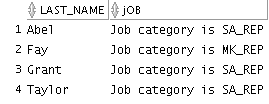 LAST_NAME jOB
1 Abel Job category is SA_REP
2 Fay Job category is MK_REP
3 Grant Job category is SA_REP
4 Taylor Job category is SA_REP